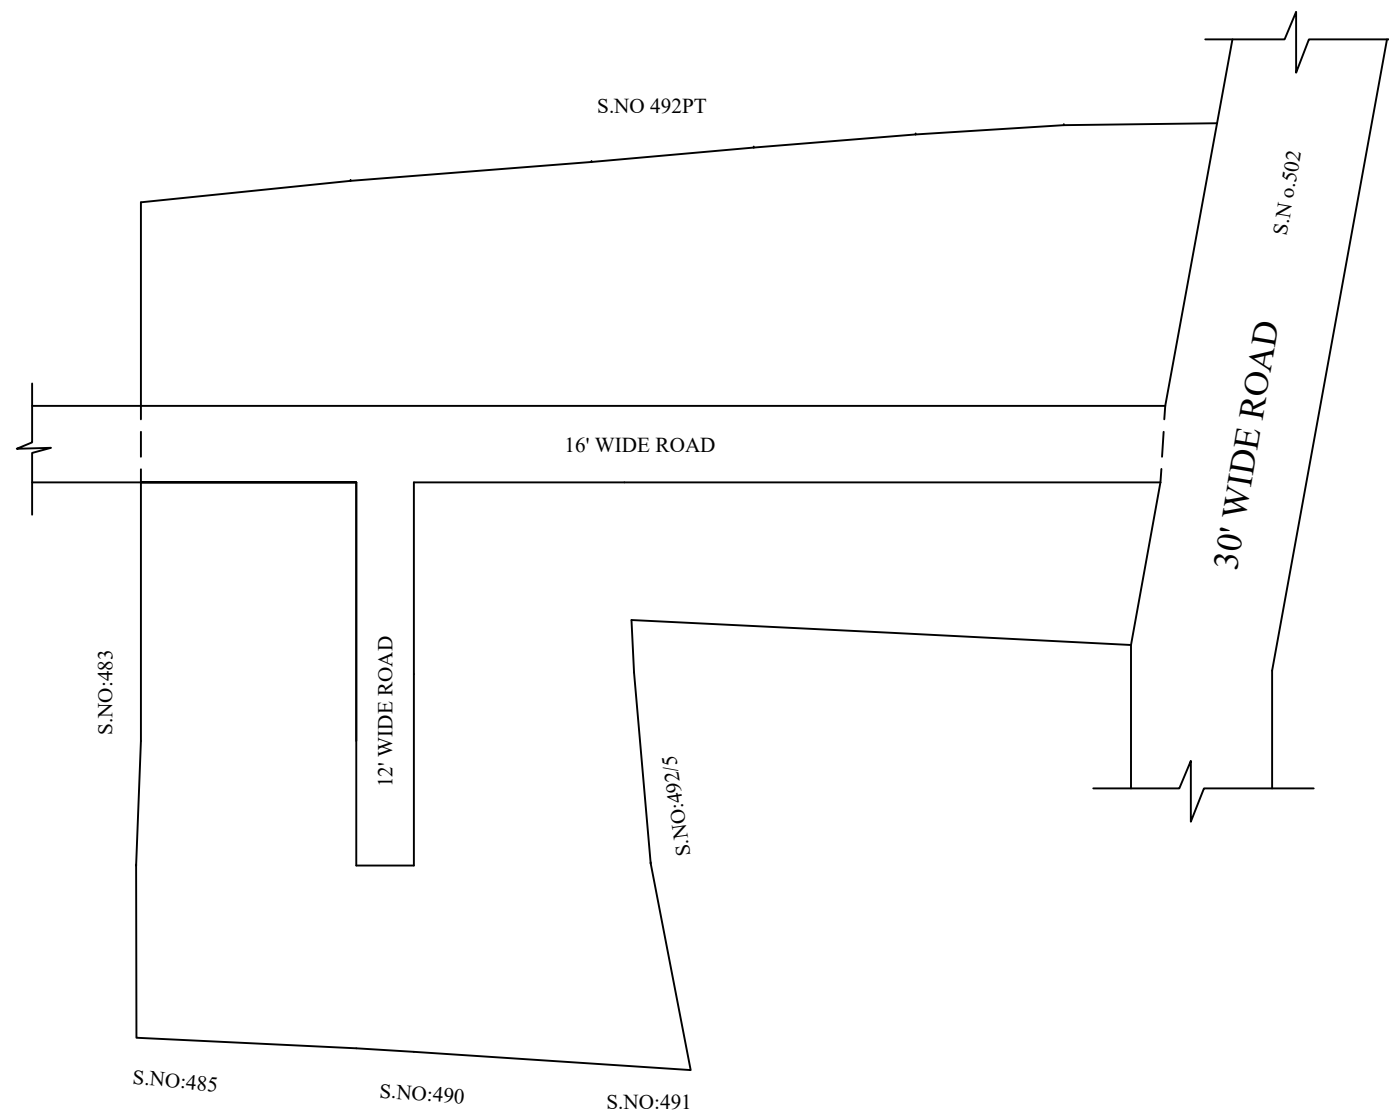 S.NO 492PT
S.N o.502
30' WIDE ROAD
16' WIDE ROAD
S.NO:483
12' WIDE ROAD
S.NO:492/5
S.NO:485
S.NO:490
S.NO:491